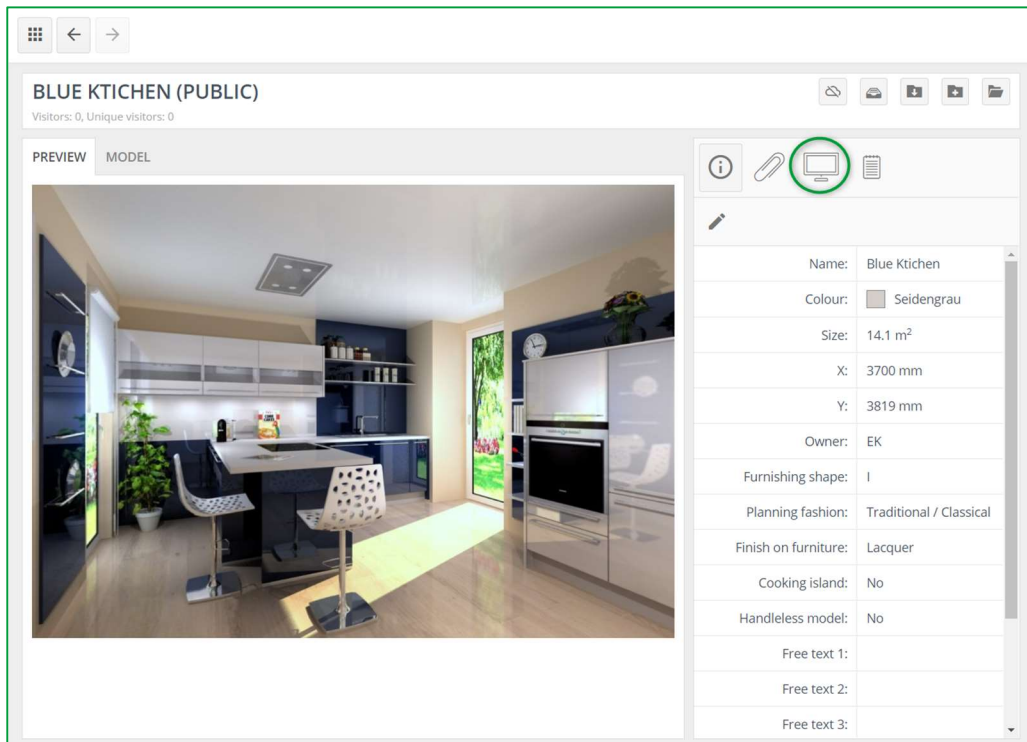 BLUE KTICHEN (PUBLIC)
Visitors: 0, Unique visitors: 0
PREVIEW MODEL
Name: Blue Ktichen
Colour: Seidengrau
Size: 14.1 m²
X: 3700 mm
Y: 3819 mm
Owner: EK
Furnishing shape: I
Planning fashion: Traditional / Classical
Finish on furniture: Lacquer
Cooking island: No
Handleless model: No
Free text 1:
Free text 2:
Free text 3: